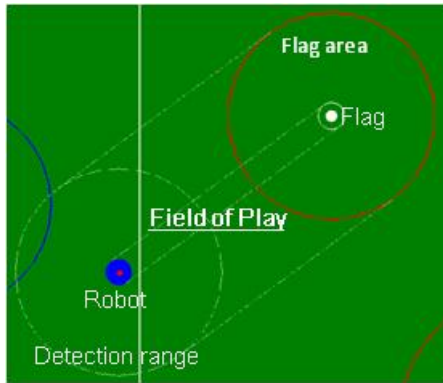 Flag area
Flag
Field of Play
Robot
Detection range